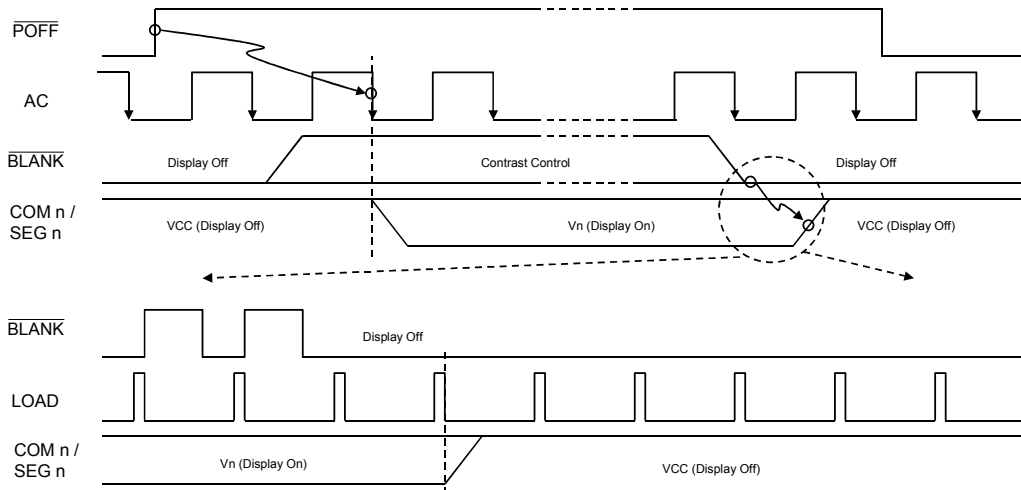 POFF
AC
BLANK
Display Off
Contrast Control
Display Off
COM n /
SEG n
VCC (Display Off)
Vn (Display On)
VCC (Display Off)
BLANK
Display Off
LOAD
COM n /
SEG n
Vn (Display On)
VCC (Display Off)